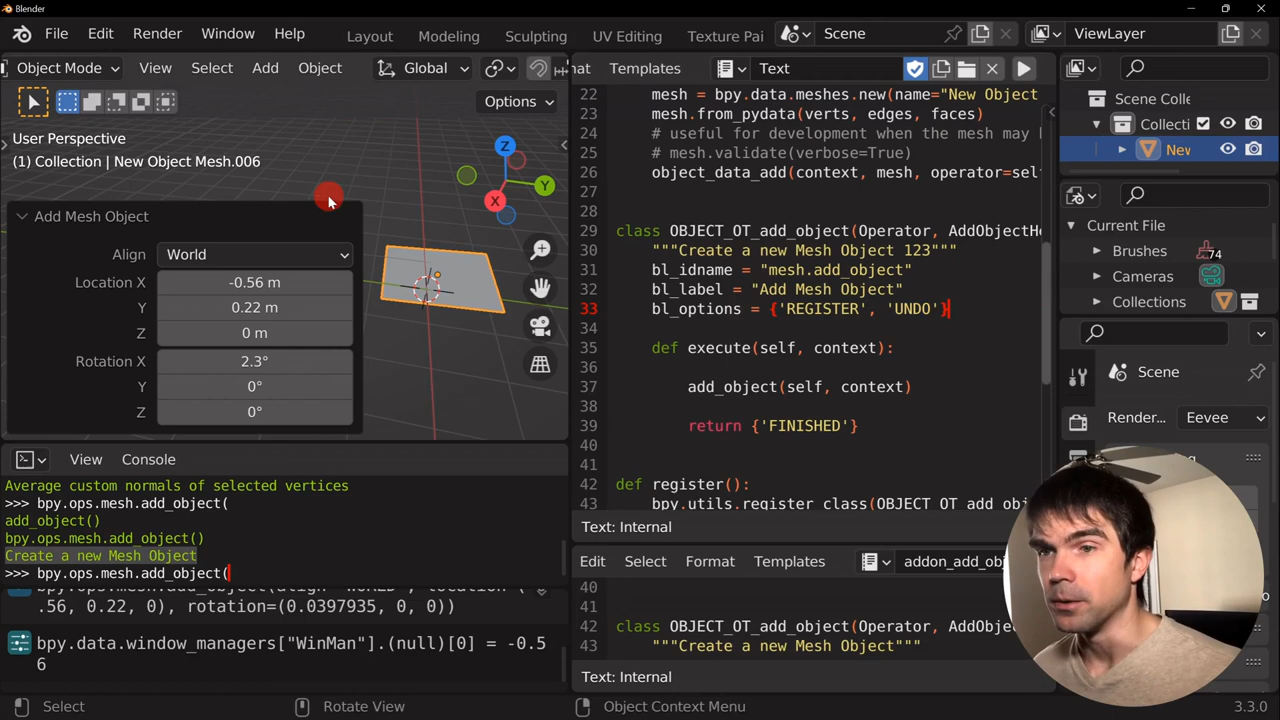 Blender
File Edit Render Window Help Layout Modeling Sculpting UV Editing Texture Pai Scene ViewLayer
Object Mode View Select Add Object Global
Options
User Perspective
(1) Collection | New Object Mesh.006
Z
Y
X
Add Mesh Object
Align World
Location X -0.56 m
Y 0.22 m
Z 0 m
Rotation X 2.3°
Y 0°
Z 0°
View Console
Average custom normals of selected vertices
>>> bpy.ops.mesh.add_object(
add_object()
bpy.ops.mesh.add_object()
Create a new Mesh Object
>>> bpy.ops.mesh.add_object(
.56, 0.22, 0), rotation=(0.0397935, 0, 0))
bpy.data.window_managers["WinMan"].(null)[0] = -0.5
6
mat Templates Text
22 mesh = bpy.data.meshes.new(name="New Object
23 mesh.from_pydata(verts, edges, faces)
24 # useful for development when the mesh may
25 # mesh.validate(verbose=True)
26 object_data_add(context, mesh, operator=sel
27
28
29 class OBJECT_OT_add_object(Operator, AddObjectHe
30 """Create a new Mesh Object 123"""
31 bl_idname = "mesh.add_object"
32 bl_label = "Add Mesh Object"
33 bl_options = {'REGISTER', 'UNDO'}
34
35 def execute(self, context):
36
37 add_object(self, context)
38
39 return {'FINISHED'}
40
41
42 def register():
43 bpy.utils.register_class(OBJECT_OT_add_obj
Text: Internal
Edit Select Format Templates addon_add_obj
40
41
42 class OBJECT_OT_add_object(Operator, AddObje
43 """Create a new Mesh Object"""
Text: Internal
Scene Colle
Collecti
New
Current File
Brushes 74
Cameras
Collections
Scene
Render... Eevee
Select Rotate View Object Context Menu 3.3.0